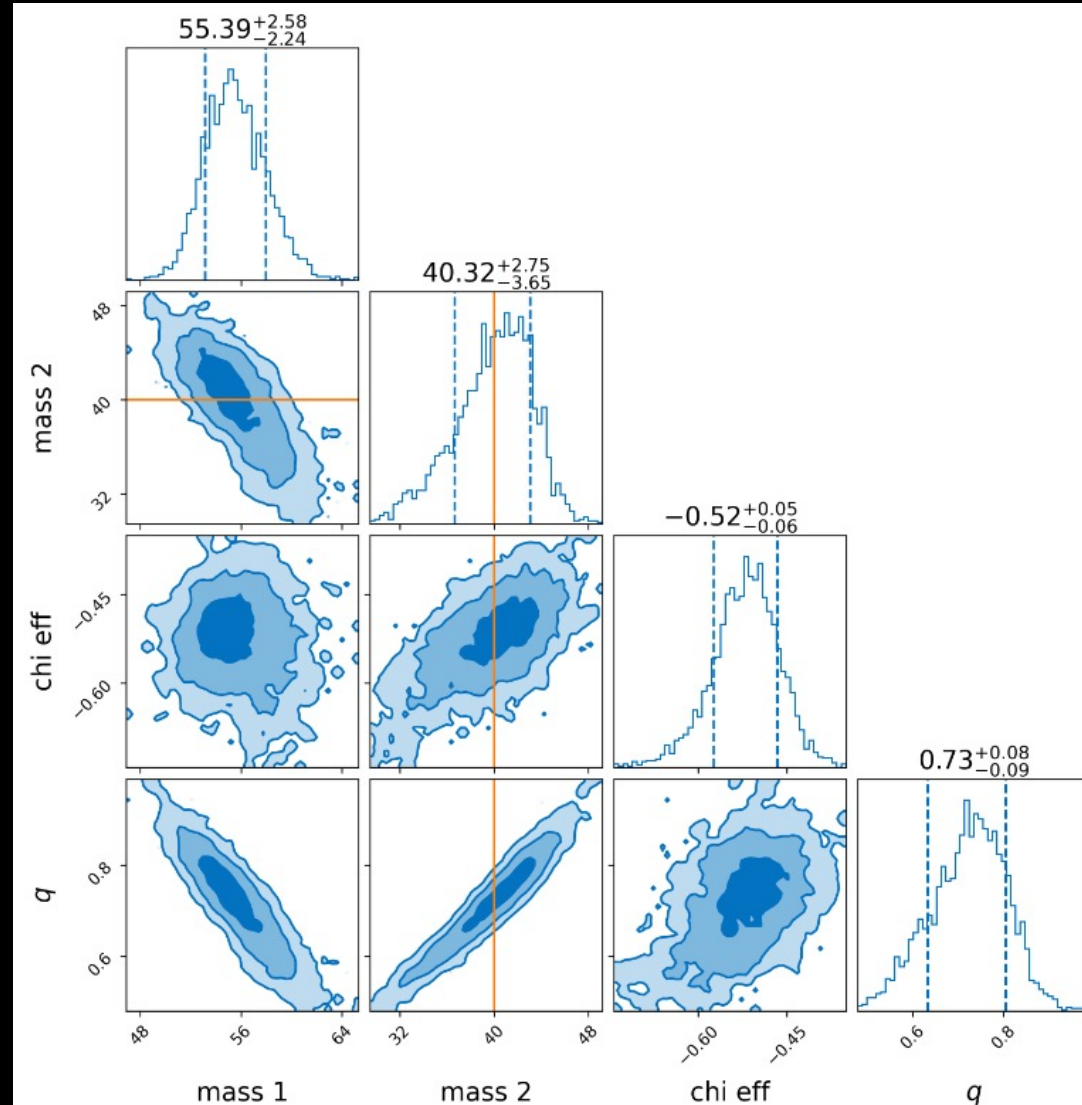 55.39+2.58−2.24
40.32+2.75−3.65
48
40
32
mass 2
−0.52+0.05−0.06
−0.45
−0.60
chi eff
0.73+0.08−0.09
0.8
0.6
q
48 56 64 32 40 48 −0.60 −0.45 0.6 0.8
mass 1 mass 2 chi eff q